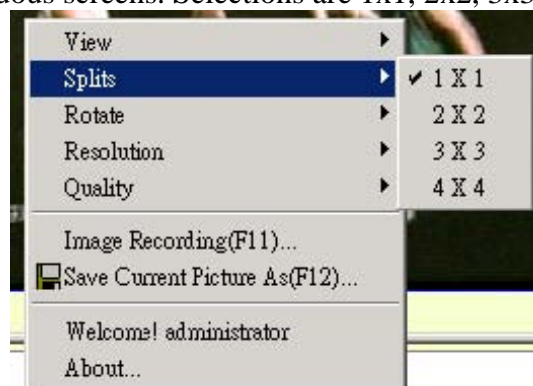 uous screens. Selections are 1x1, 2x2, 3x3
View
Splits
✓ 1 X 1
Rotate
2 X 2
Resolution
3 X 3
Quality
4 X 4
Image Recording(F11)...
Save Current Picture As(F12)...
Welcome! administrator
About...